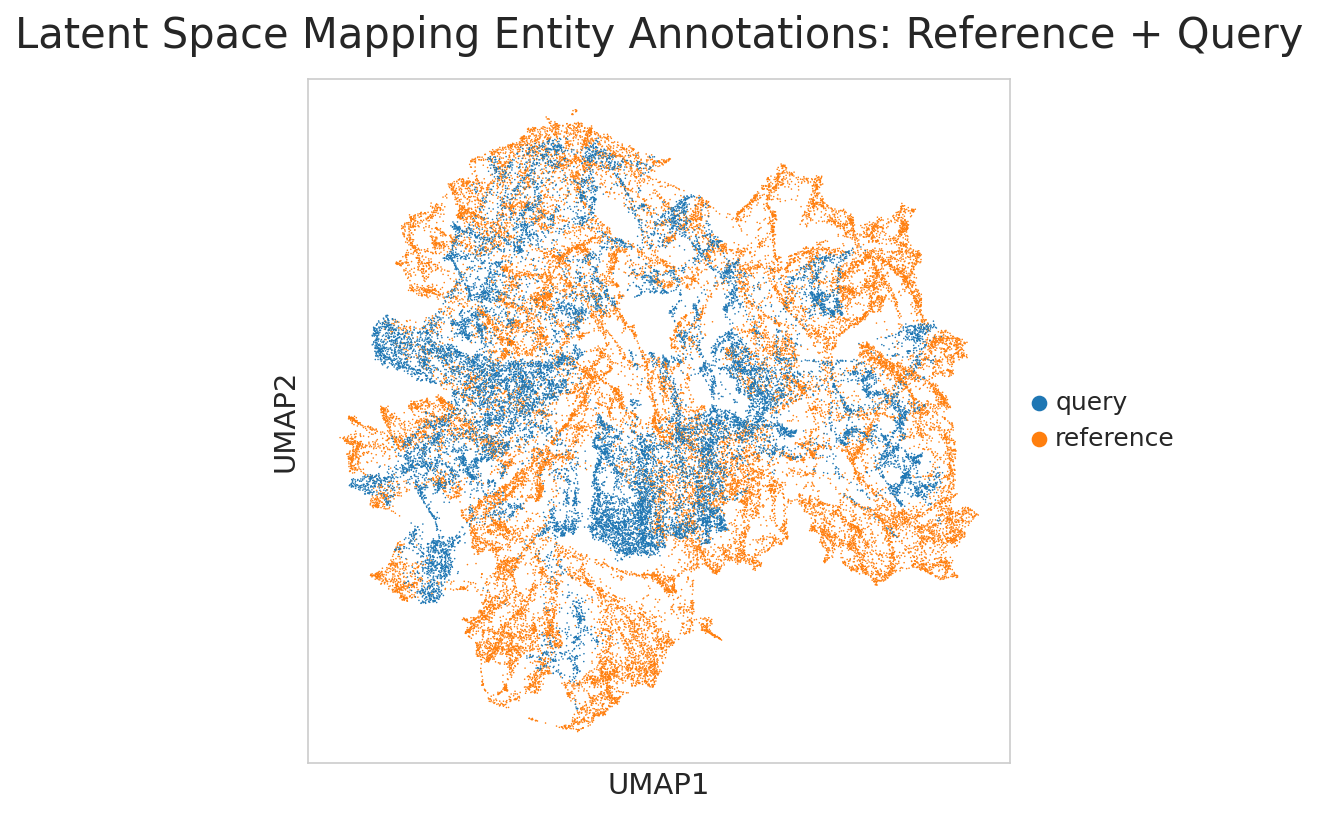 Latent Space Mapping Entity Annotations: Reference + Query
UMAP2
query
reference
UMAP1